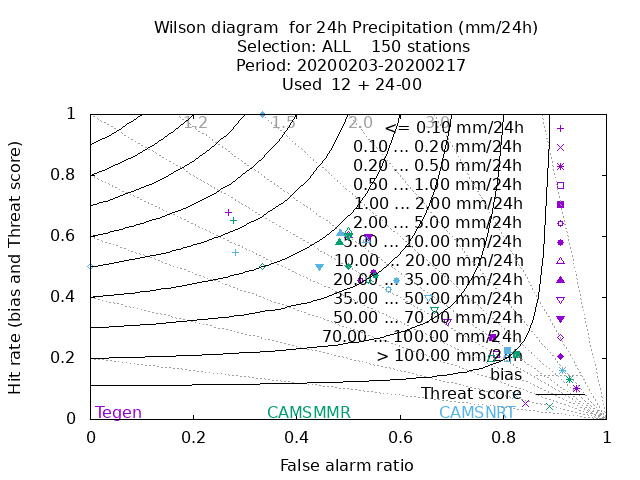 Wilson diagram  for 24h Precipitation (mm/24h)
Selection: ALL    150 stations
Period: 20200203-20200217
Used  12 + 24-00
1 1.2 1.5 2.0 3.0
<= 0.10 mm/24h
0.10 ... 0.20 mm/24h
0.20 ... 0.50 mm/24h
0.8
0.50 ... 1.00 mm/24h
1.00 ... 2.00 mm/24h
2.00 ... 5.00 mm/24h
0.6
5.00 ... 10.00 mm/24h
10.00 ... 20.00 mm/24h
20.00 ... 35.00 mm/24h
0.4
35.00 ... 50.00 mm/24h
50.00 ... 70.00 mm/24h
70.00 ... 100.00 mm/24h
0.2
> 100.00 mm/24h
bias
Threat score
0
Tegen CAMSMMR CAMSNRT
0 0.2 0.4 0.6 0.8 1
False alarm ratio
Hit rate (bias and Threat score)